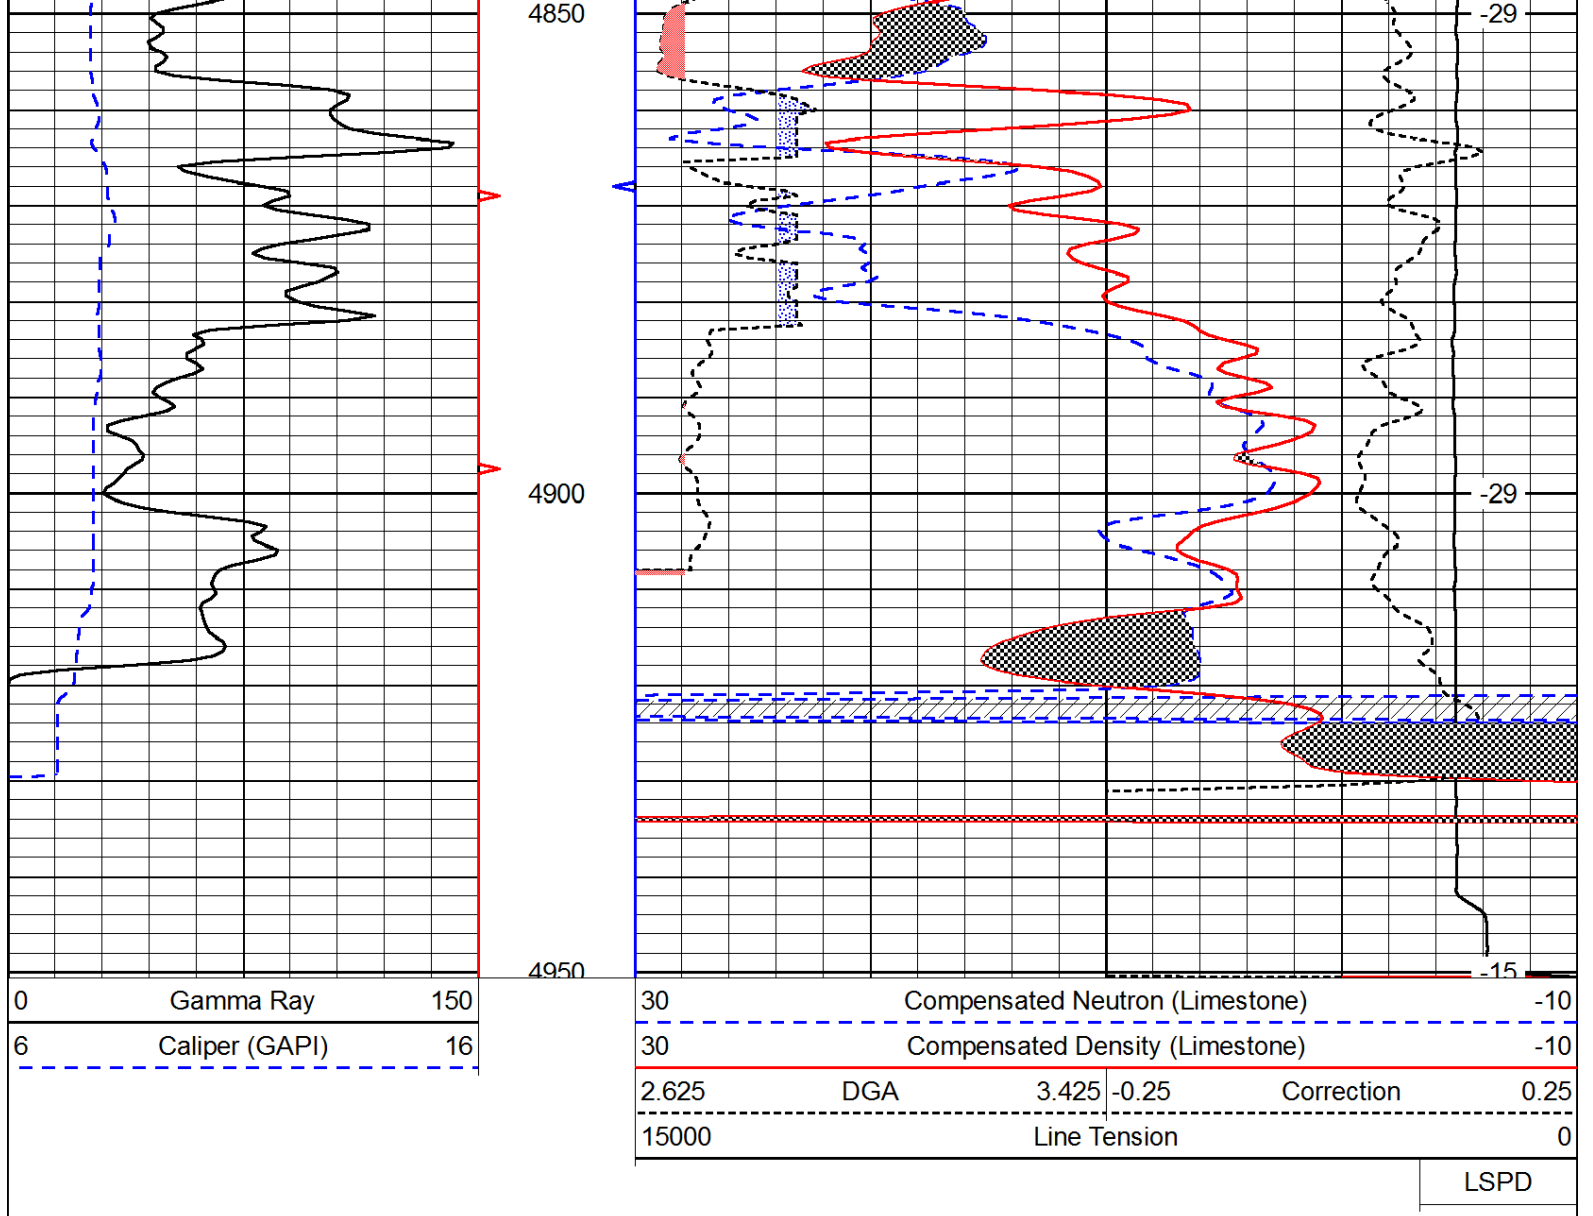 4850 -29
4900 -29
4950 -15
0 Gamma Ray 150
6 Caliper (GAPI) 16
30 Compensated Neutron (Limestone) -10
30 Compensated Density (Limestone) -10
2.625 DGA 3.425 -0.25 Correction 0.25
15000 Line Tension 0
LSPD